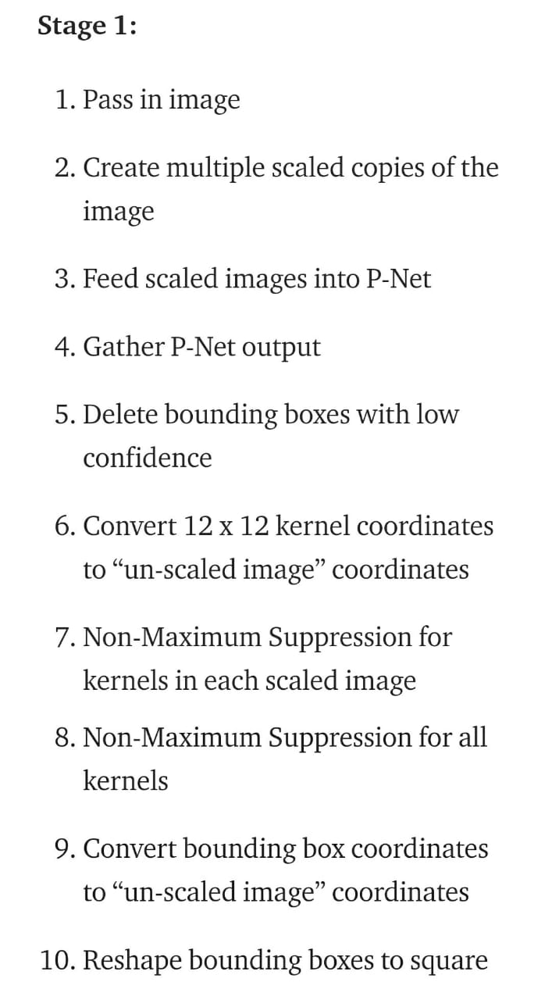 Stage 1:
1. Pass in image
2. Create multiple scaled copies of the
image
3. Feed scaled images into P-Net
4. Gather P-Net output
5. Delete bounding boxes with low
confidence
6. Convert 12 x 12 kernel coordinates
to “un-scaled image” coordinates
7. Non-Maximum Suppression for
kernels in each scaled image
8. Non-Maximum Suppression for all
kernels
9. Convert bounding box coordinates
to “un-scaled image” coordinates
10. Reshape bounding boxes to square